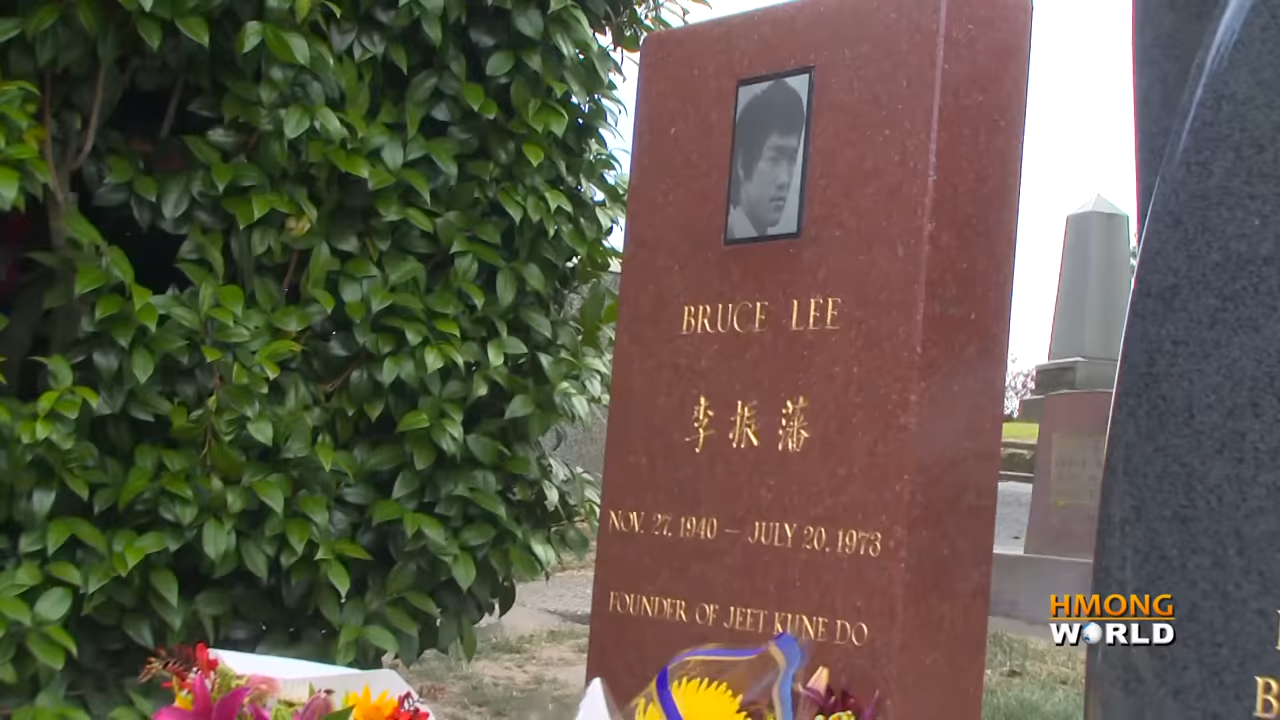 BRUCE LEE
李振藩
NOV. 27, 1940 – JULY 20, 1973
FOUNDER OF JEET KUNE DO
HMONG
WORLD